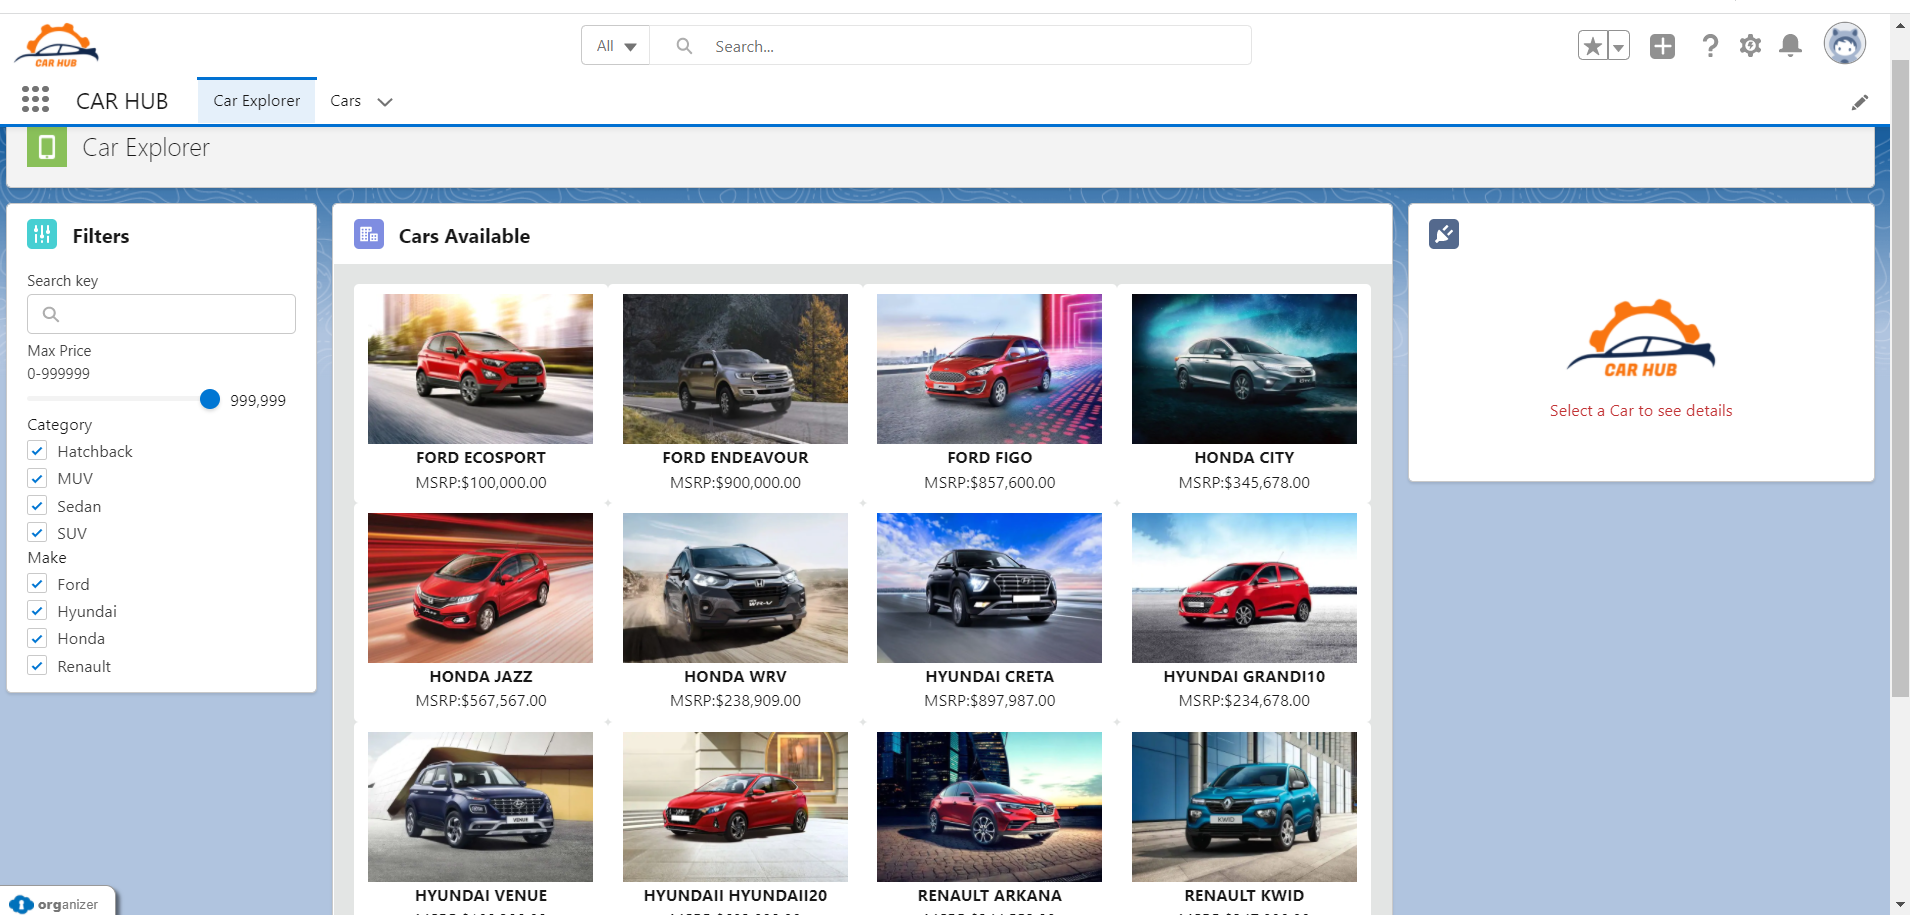 CAR HUB
All
Search...
CAR HUB
Car Explorer
Cars
Car Explorer
Filters
Search key
Max Price
0-999999
999,999
Category
Hatchback
MUV
Sedan
SUV
Make
Ford
Hyundai
Honda
Renault
Cars Available
FORD ECOSPORT
MSRP:$100,000.00
FORD ENDEAVOUR
MSRP:$900,000.00
FORD FIGO
MSRP:$857,600.00
HONDA CITY
MSRP:$345,678.00
HONDA JAZZ
MSRP:$567,567.00
WR-V
HONDA WRV
MSRP:$238,909.00
HYUNDAI CRETA
MSRP:$897,987.00
HYUNDAI GRANDI10
MSRP:$234,678.00
VENUE
HYUNDAI VENUE
HYUNDAII HYUNDAII20
RENAULT ARKANA
KWID
RENAULT KWID
CAR HUB
Select a Car to see details
organizer